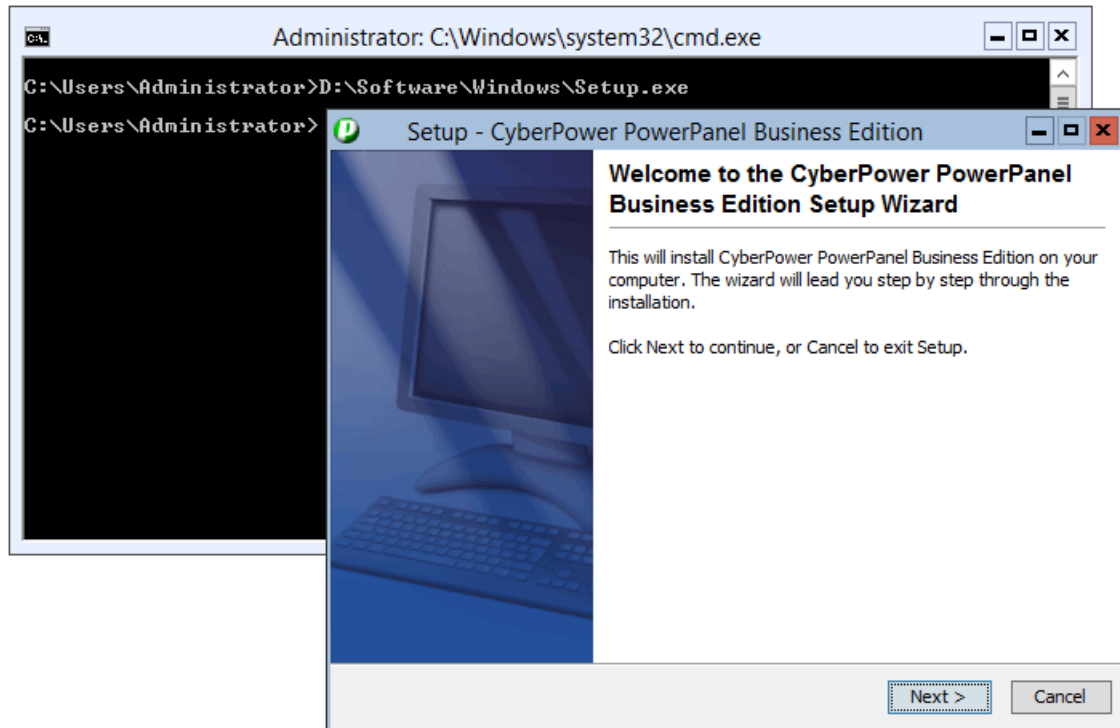 Administrator: C:\Windows\system32\cmd.exe
C:\Users\Administrator>D:\Software\Windows\Setup.exe
C:\Users\Administrator>
Setup - CyberPower PowerPanel Business Edition
Welcome to the CyberPower PowerPanel
Business Edition Setup Wizard
This will install CyberPower PowerPanel Business Edition on your
computer. The wizard will lead you step by step through the
installation.
Click Next to continue, or Cancel to exit Setup.
Next >
Cancel